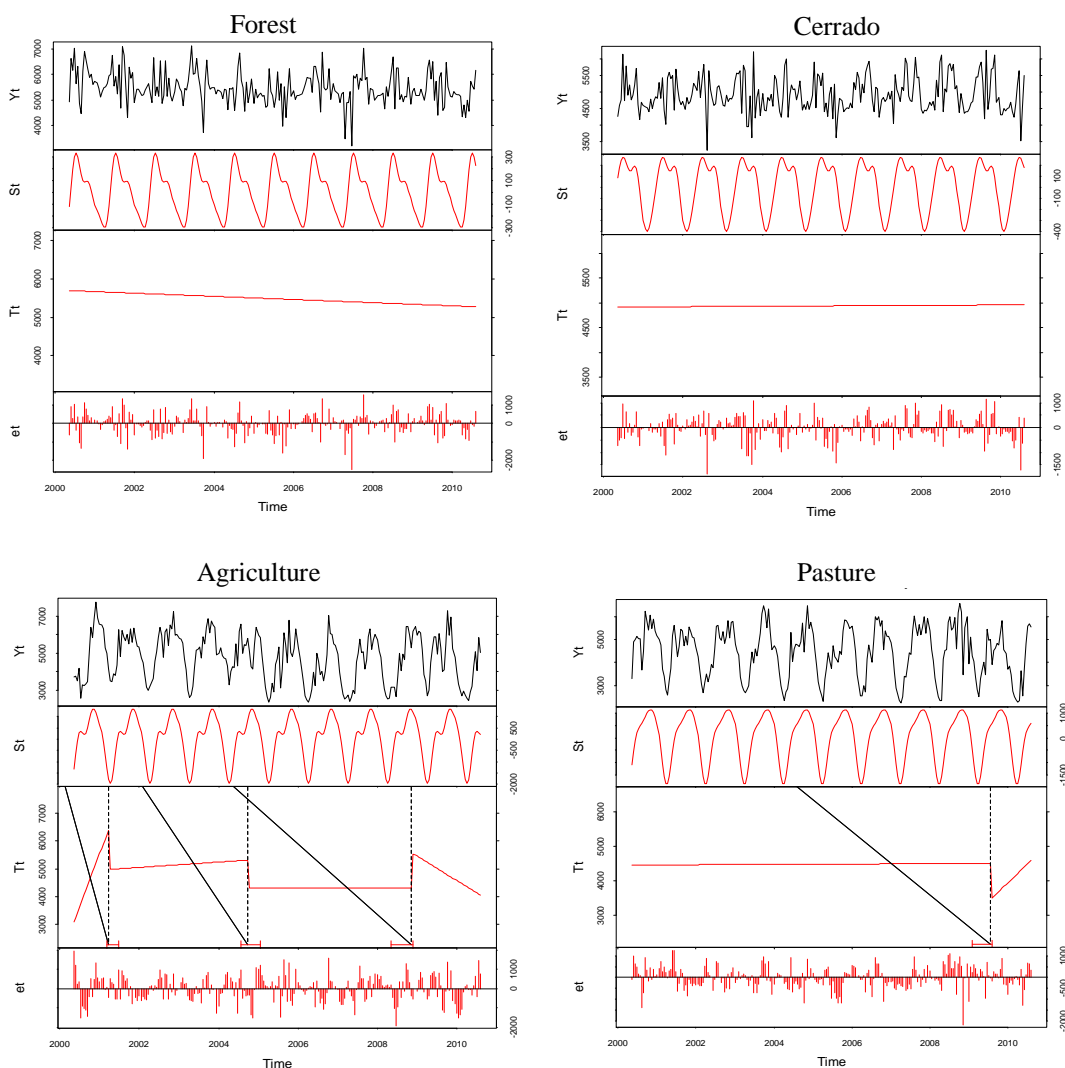 Forest
Yt
4000 5000 6000 7000
St
-300 -100 100 300
Tt
4000 5000 6000 7000
et
-2000 0 1000
2000 2002 2004 2006 2008 2010
Time
Cerrado
Yt
3500 4500 5500
St
-400 -100 100
Tt
3500 4500 5500
et
-1500 0 1000
2000 2002 2004 2006 2008 2010
Time
Agriculture
Yt
3000 5000 7000
St
-2000 -500 500
Tt
3000 4000 5000 6000 7000
et
-2000 0 1000
2000 2002 2004 2006 2008 2010
Time
Pasture
Yt
3000 5000
St
-1500 0 1000
Tt
3000 4000 5000 6000
et
-2000 -500 1000
2000 2002 2004 2006 2008 2010
Time